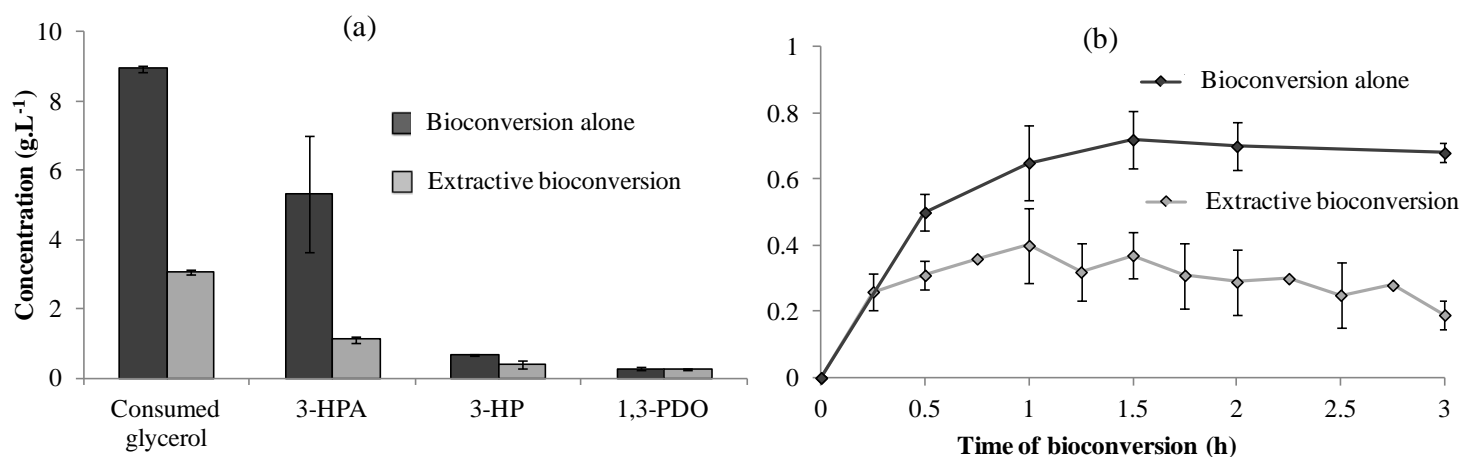 (a)
Concentration (g.L-1)
10
8
6
4
2
0
Bioconversion alone
Extractive bioconversion
Consumed
glycerol
3-HPA
3-HP
1,3-PDO
(b)
1
0.8
0.6
0.4
0.2
0
Bioconversion alone
Extractive bioconversion
0
0.5
1
1.5
2
2.5
3
Time of bioconversion (h)